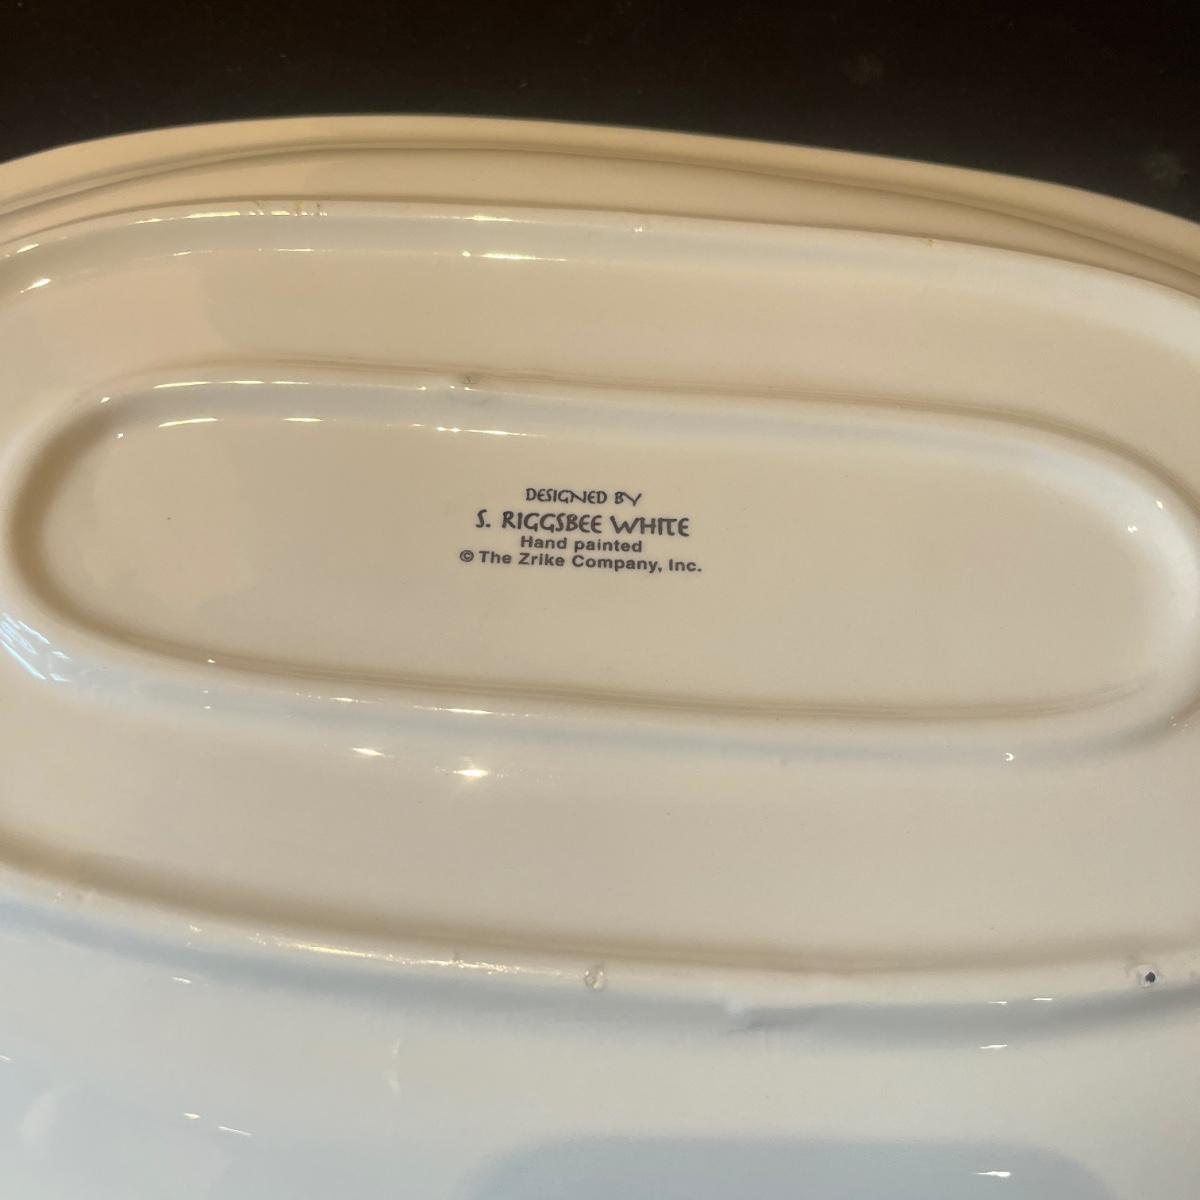 DESIGNED BY
S. RIGGSBEE WHITE
Hand painted
© The Zrike Company, Inc.